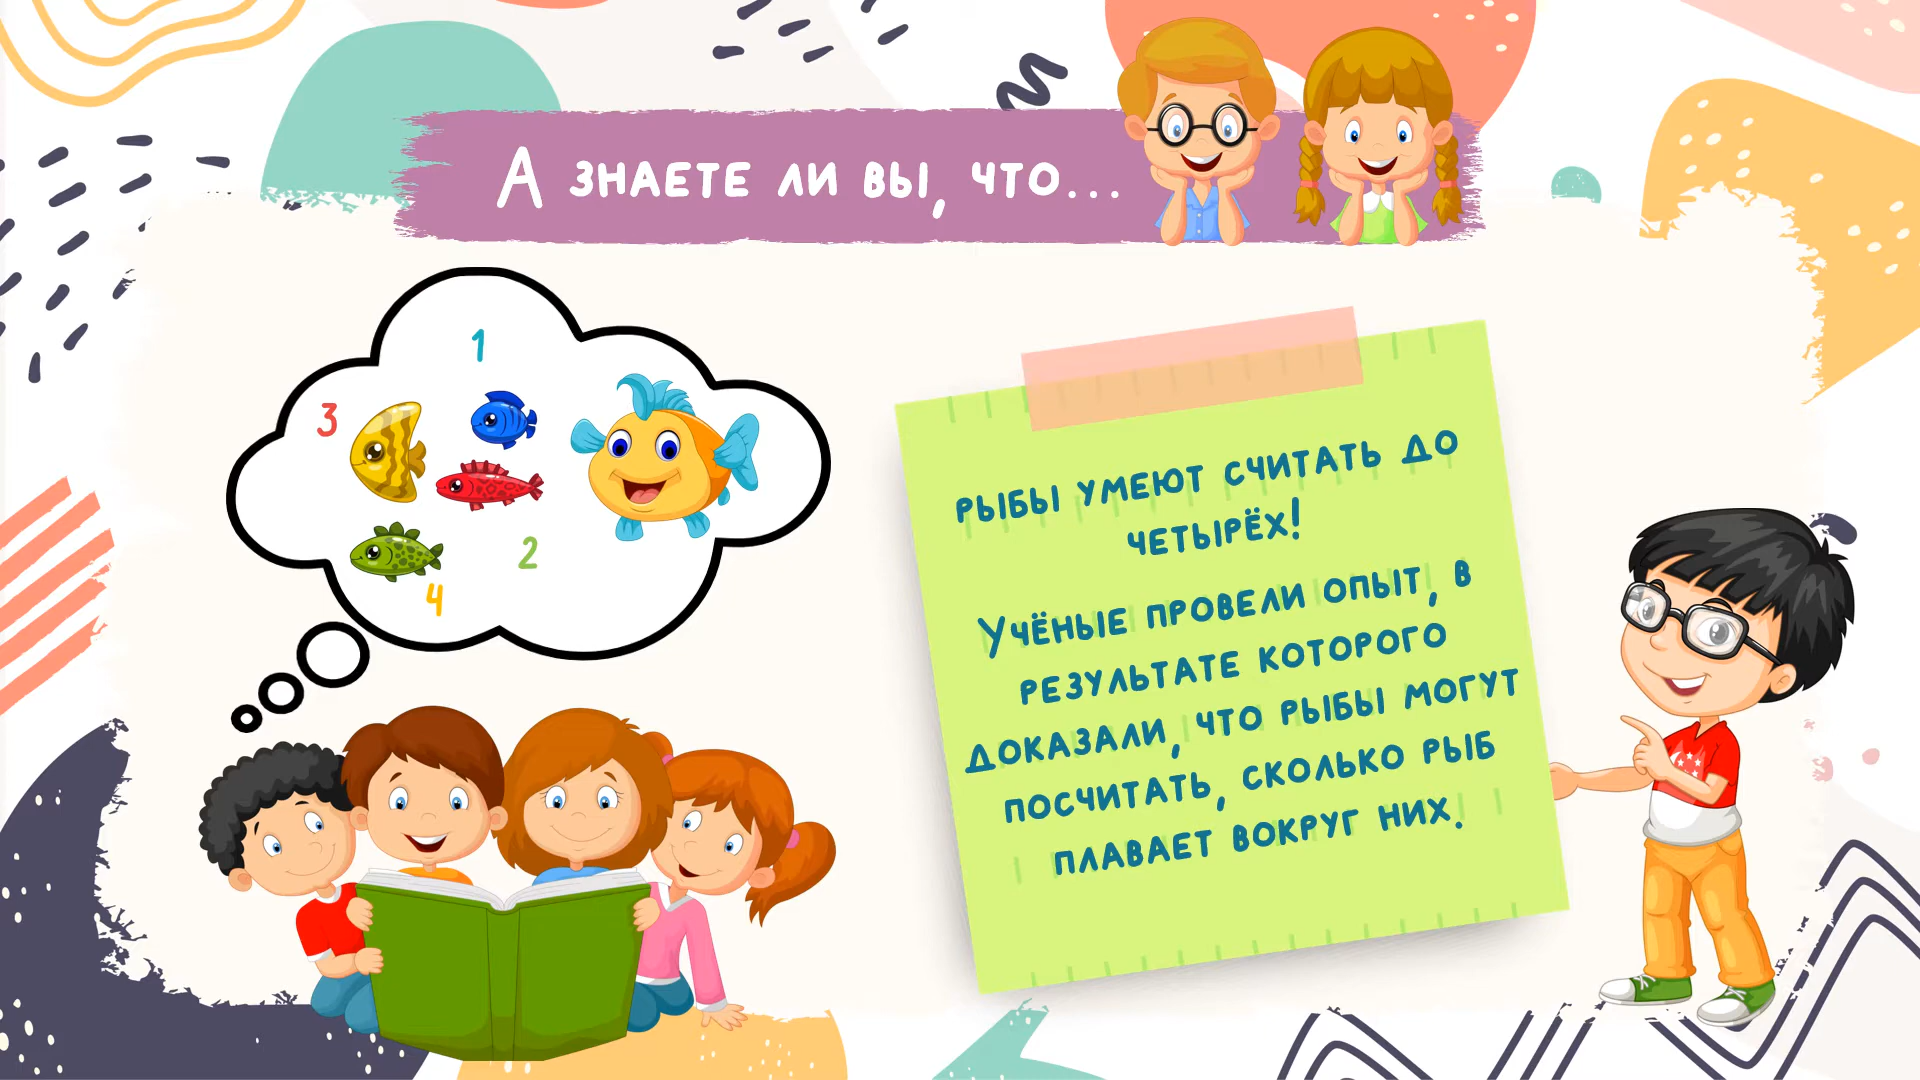 А знаете ли вы, что...
1
3
2
4
рыбы умеют считать до
четырёх!
Учёные провели опыт, в
результате которого
доказали, что рыбы могут
посчитать, сколько рыб
плавает вокруг них.